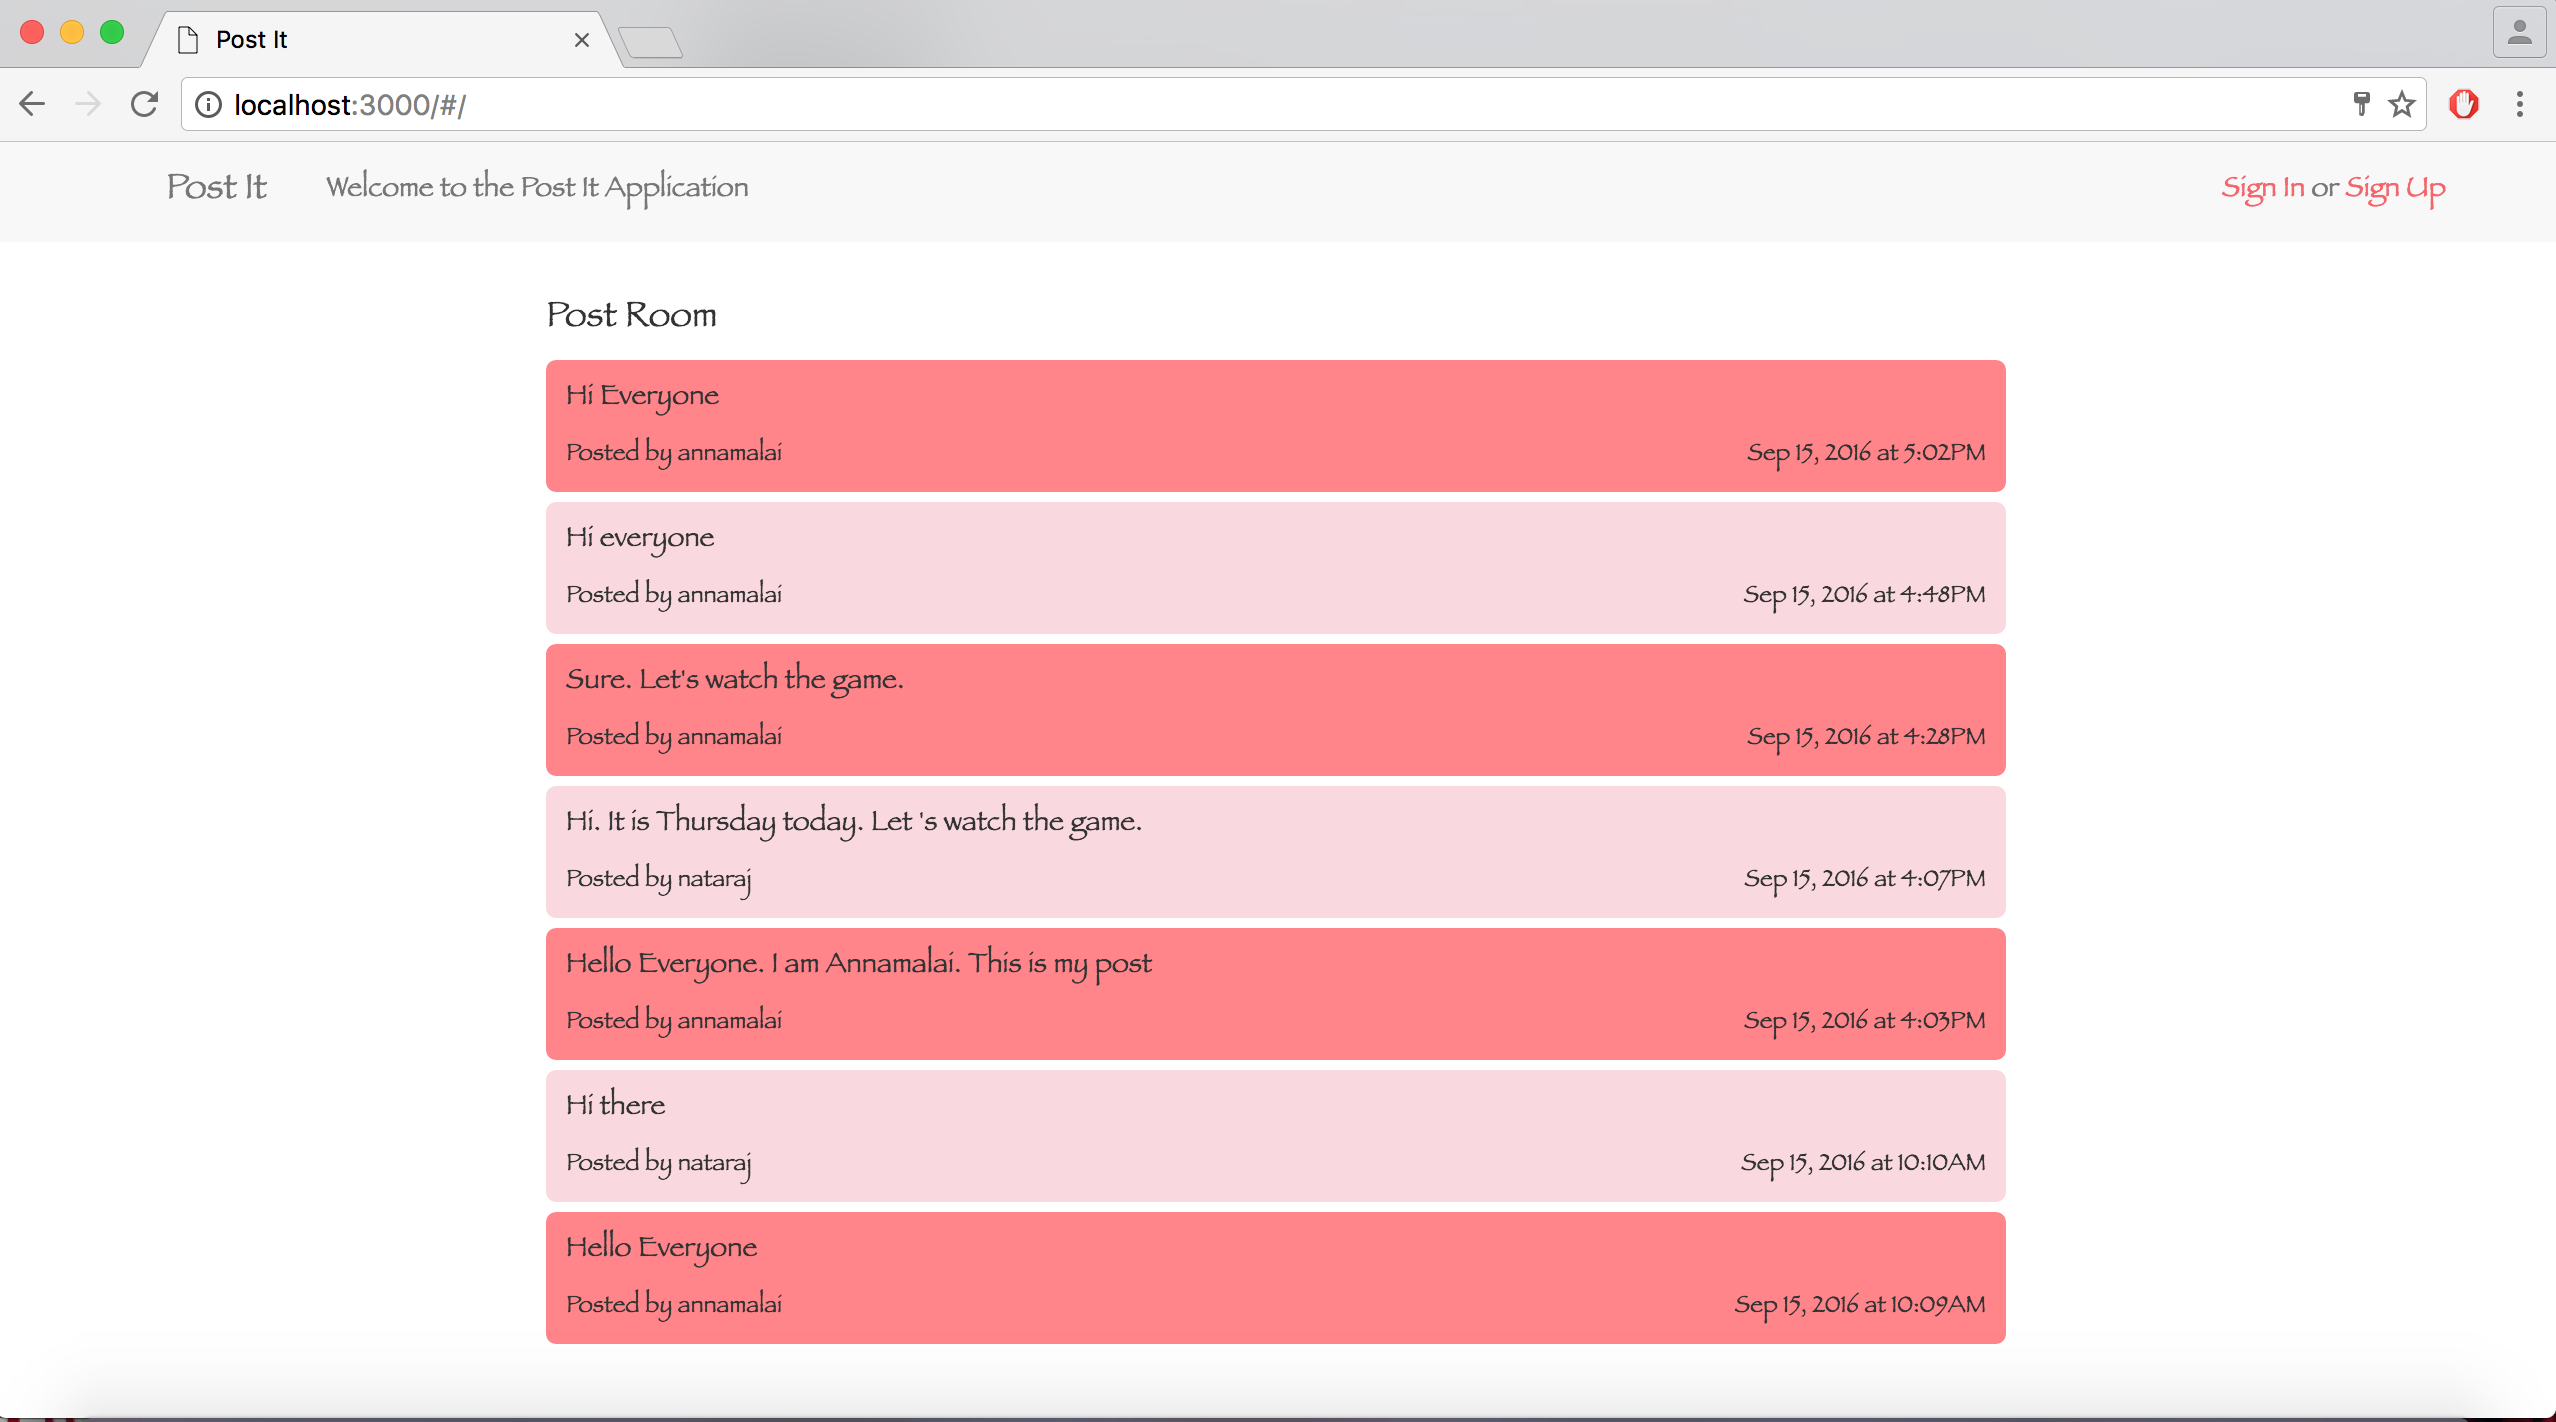 Post It
localhost:3000/#/
Post It Welcome to the Post It Application Sign In or Sign Up
Post Room
Hi Everyone
Posted by annamalai Sep 15, 2016 at 5:02PM
Hi everyone
Posted by annamalai Sep 15, 2016 at 4:48PM
Sure. Let's watch the game.
Posted by annamalai Sep 15, 2016 at 4:28PM
Hi. It is Thursday today. Let 's watch the game.
Posted by nataraj Sep 15, 2016 at 4:07PM
Hello Everyone. I am Annamalai. This is my post
Posted by annamalai Sep 15, 2016 at 4:03PM
Hi there
Posted by nataraj Sep 15, 2016 at 10:10AM
Hello Everyone
Posted by annamalai Sep 15, 2016 at 10:09AM